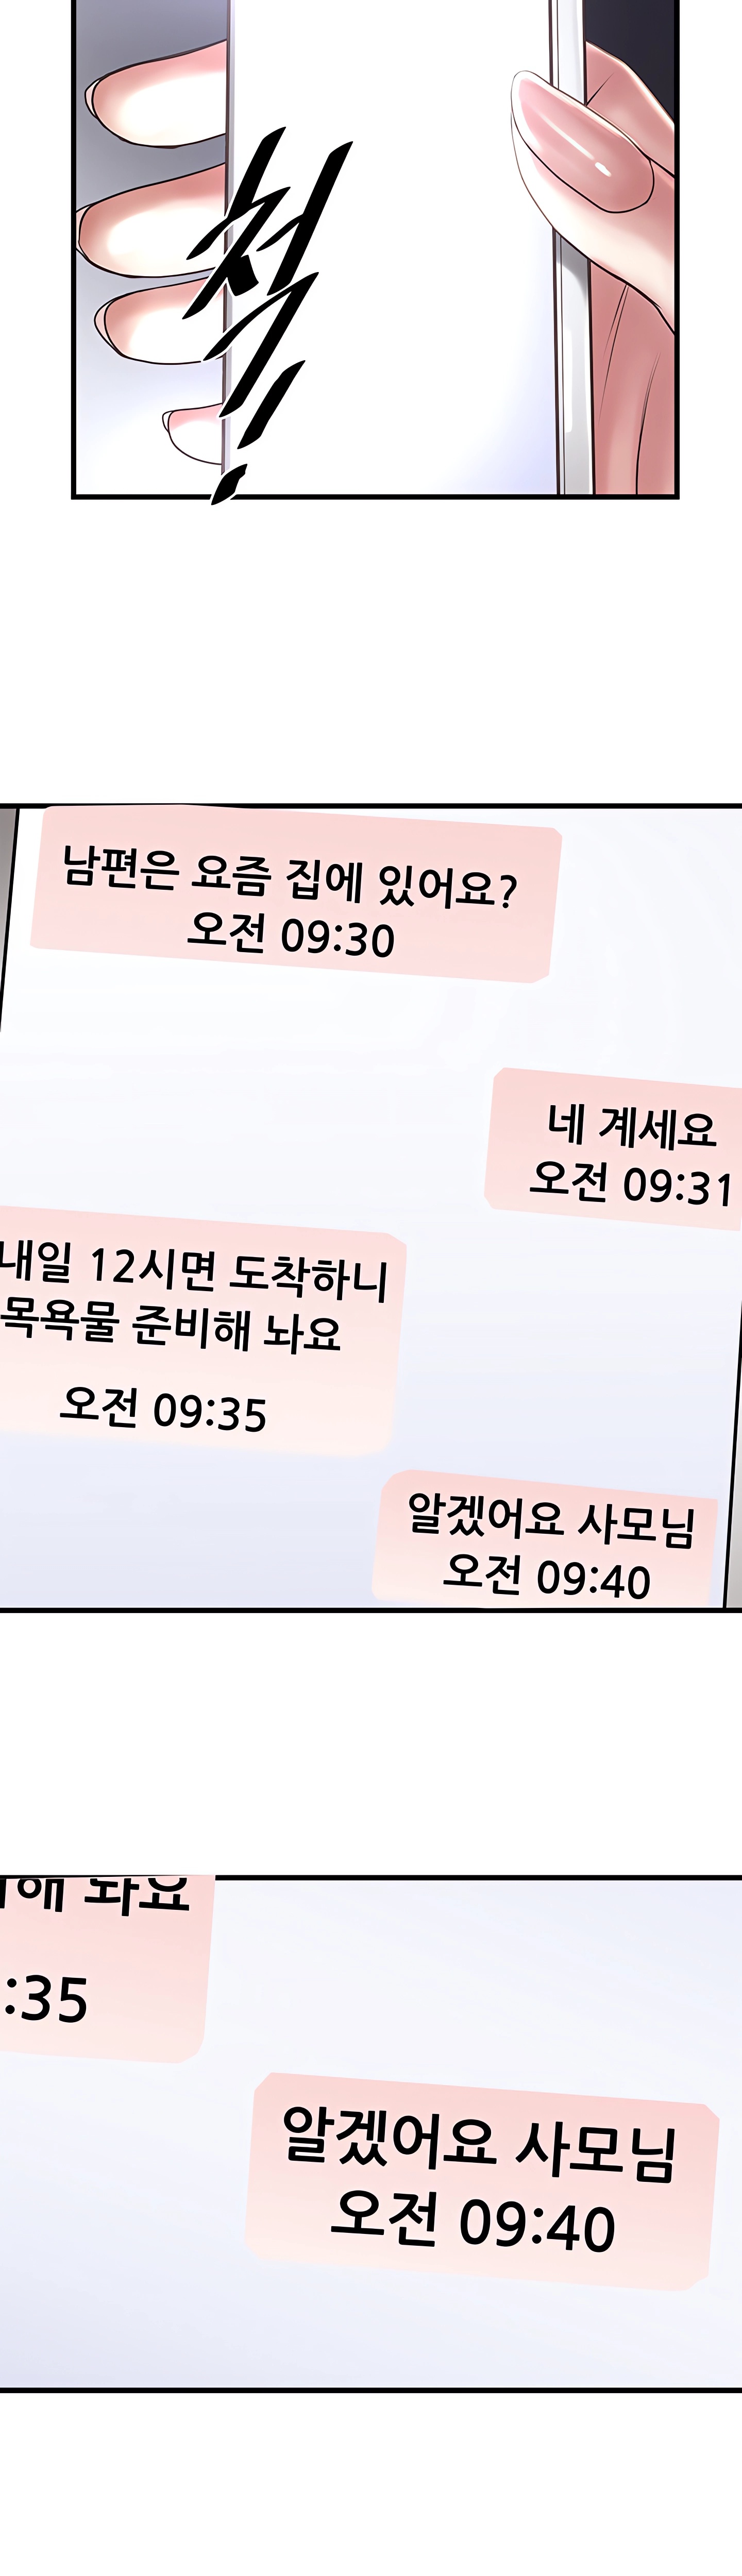 척
남편은 요즘 집에 있어요?
오전 09:30
네 계세요
오전 09:31
내일 12시면 도착하니
목욕물 준비해 놔요
오전 09:35
알겠어요 사모님
오전 09:40
해 놔요
:35
알겠어요 사모님
오전 09:40